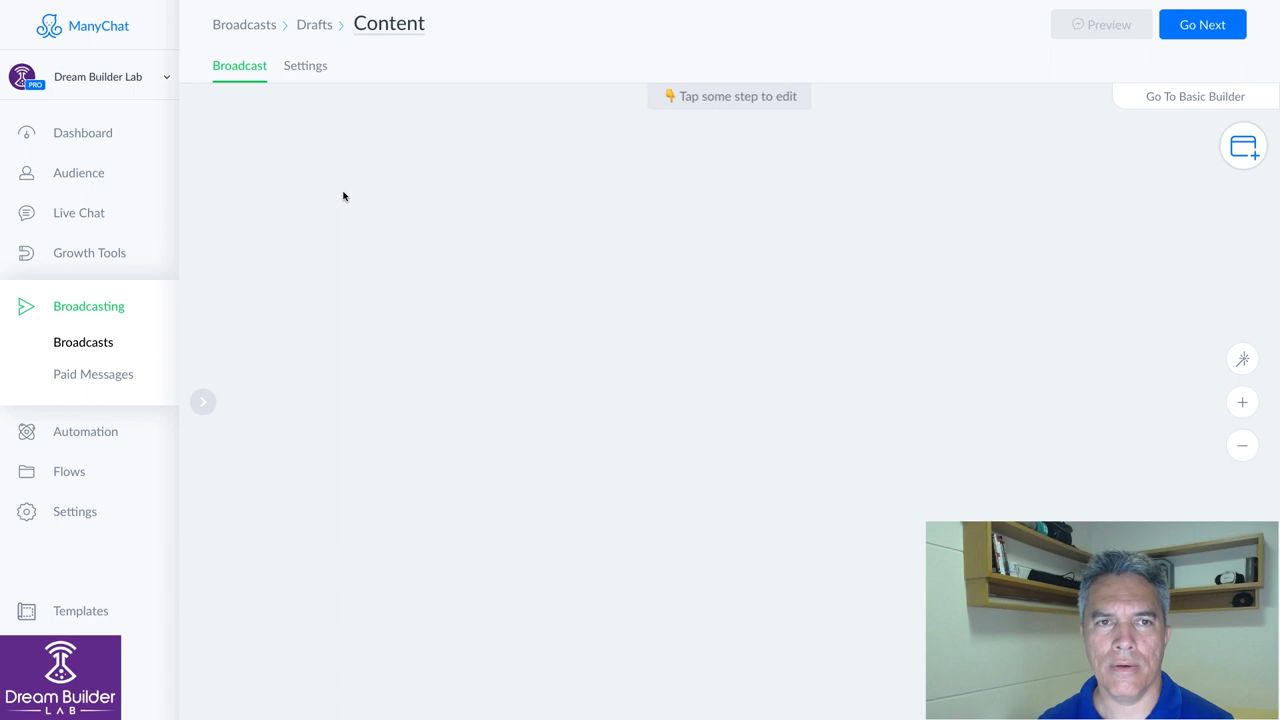 ManyChat
Broadcasts > Drafts > Content
Preview
Go Next
PRO
Dream Builder Lab
Broadcast
Settings
👇 Tap some step to edit
Go To Basic Builder
Dashboard
Audience
Live Chat
Growth Tools
Broadcasting
Broadcasts
Paid Messages
Automation
Flows
Settings
Templates
Dream Builder
LAB